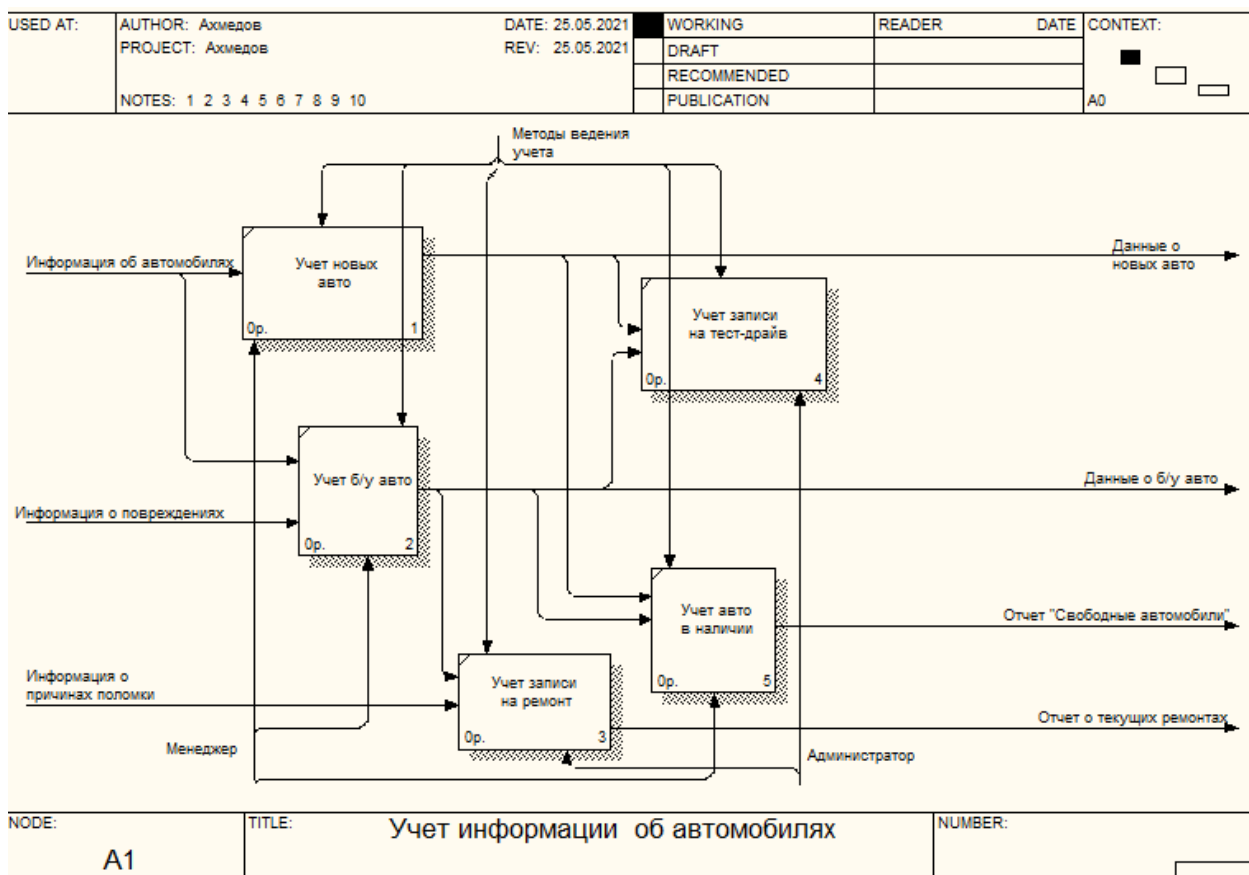 USED AT:
AUTHOR: Ахмедов
DATE: 25.05.2021
PROJECT: Ахмедов
REV: 25.05.2021
NOTES: 1 2 3 4 5 6 7 8 9 10
WORKING
DRAFT
RECOMMENDED
PUBLICATION
READER
DATE
CONTEXT:
A0
Методы ведения
учета
Информация об автомобилях
Учет новых
авто
0р.
1
Данные о
новых авто
Учет записи
на тест-драйв
0р.
4
Учет б/у авто
0р.
2
Данные о б/у авто
Информация о повреждениях
Учет авто
в наличии
0р.
5
Отчет "Свободные автомобили"
Информация о
причинах поломки
Учет записи
на ремонт
0р.
3
Отчет о текущих ремонтах
Менеджер
Администратор
NODE:
A1
TITLE:
Учет информации об автомобилях
NUMBER: